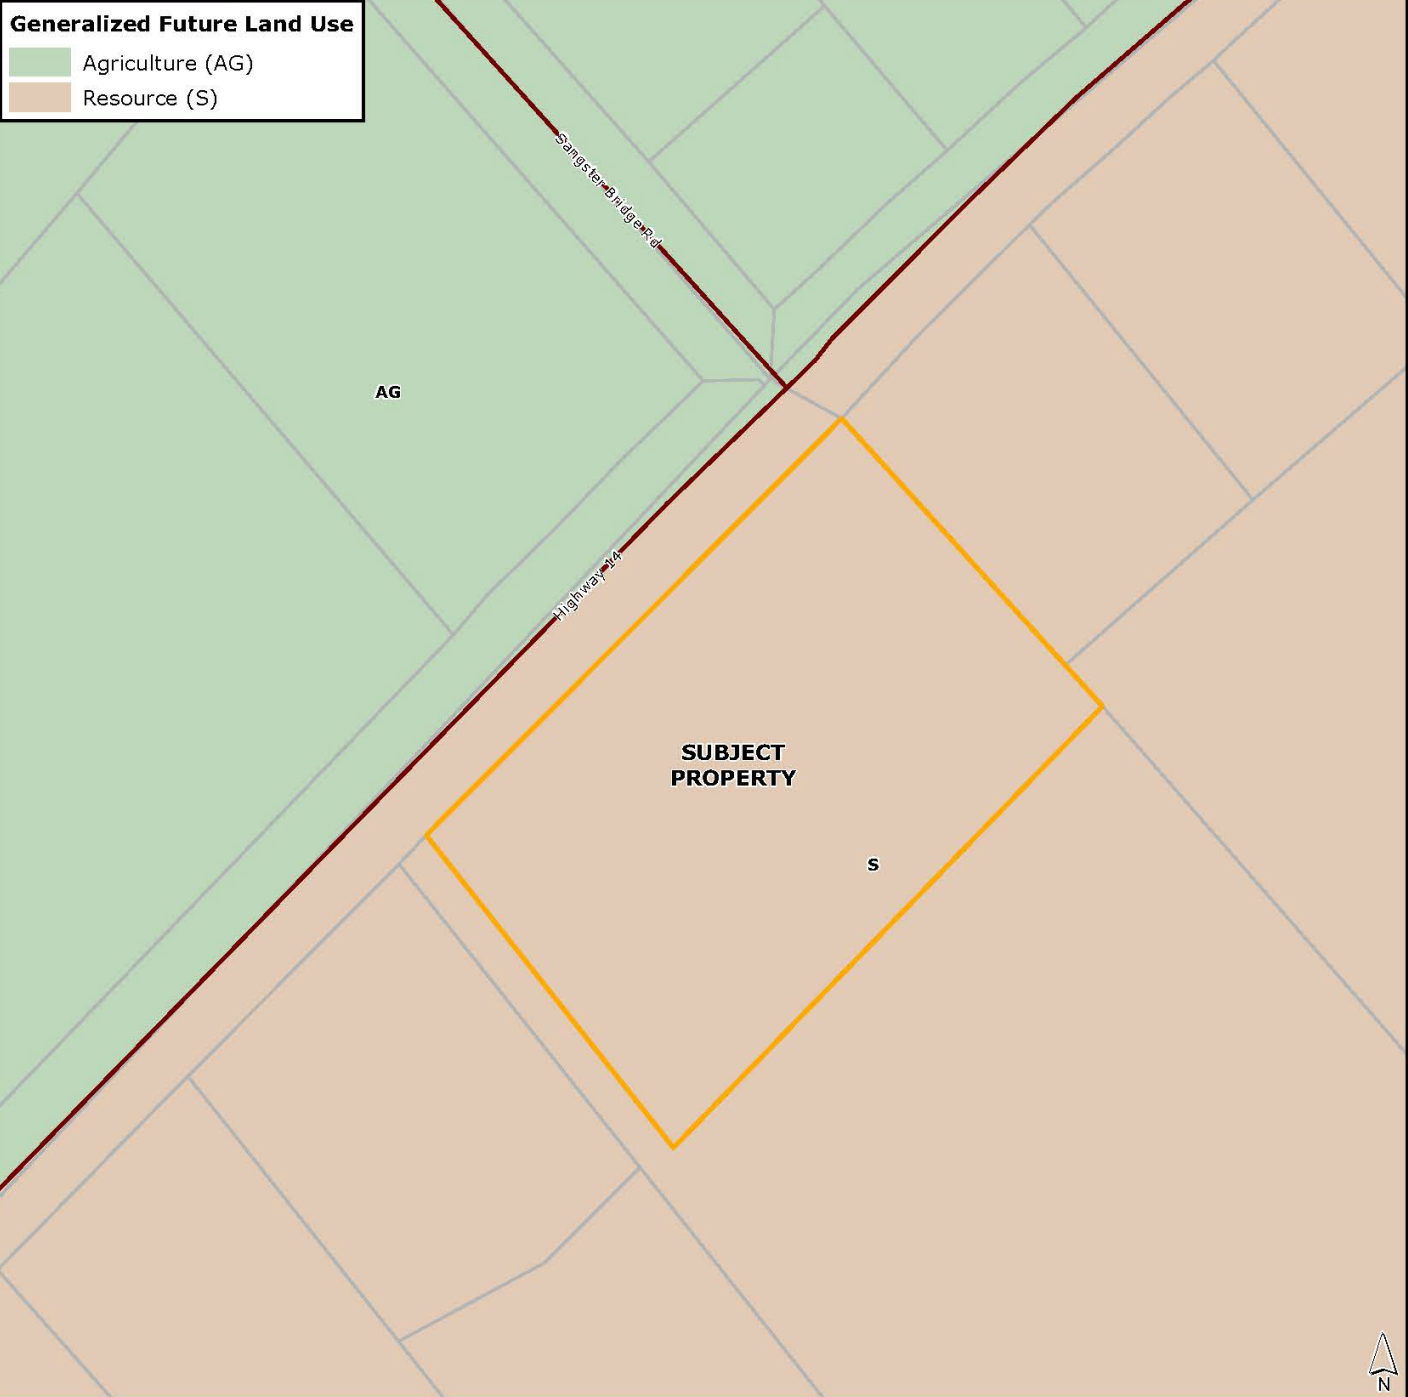 Generalized Future Land Use
Agriculture (AG)
Resource (S)
Sangster Bridge Rd
AG
Highway 14
SUBJECT
PROPERTY
S
N